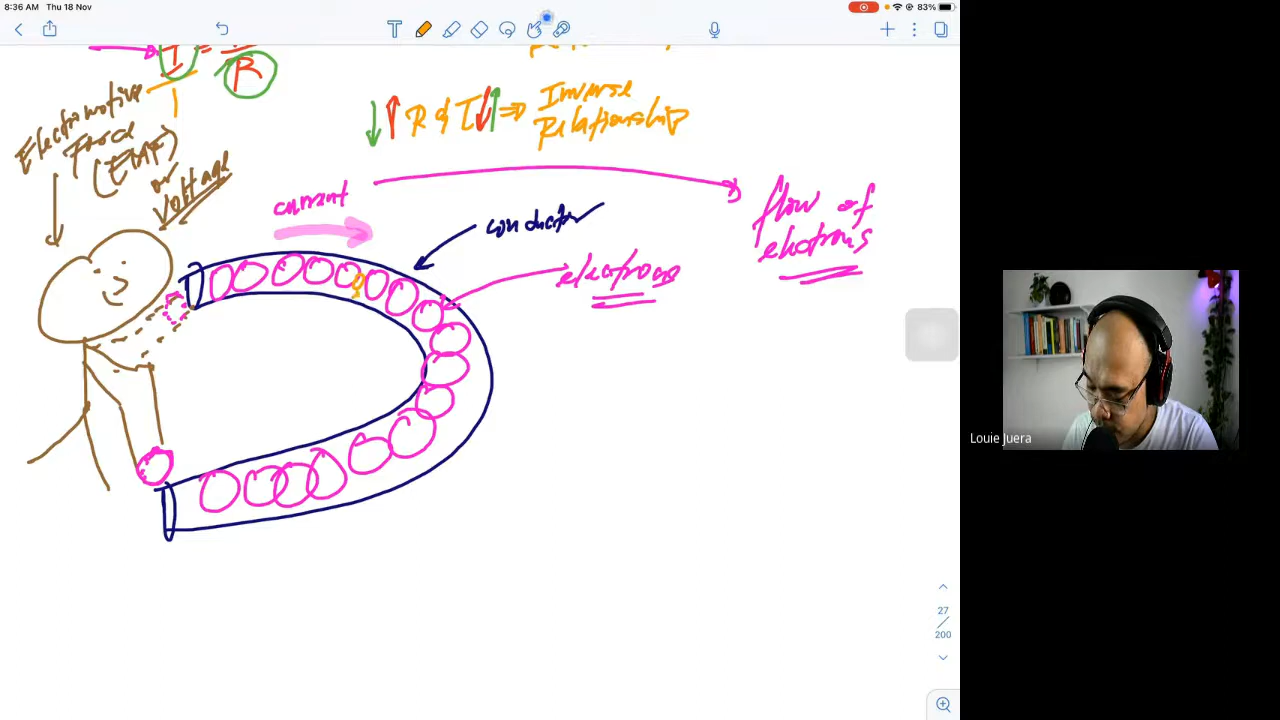 8:36 AM Thu 18 Nov
83%
I =
R
Electromotive
Force
(EMF)
or
Voltage
R & I ⇒ Inverse
Relationship
current
conductor
electrons
flow of
electrons
Louie Juera
27
/
200